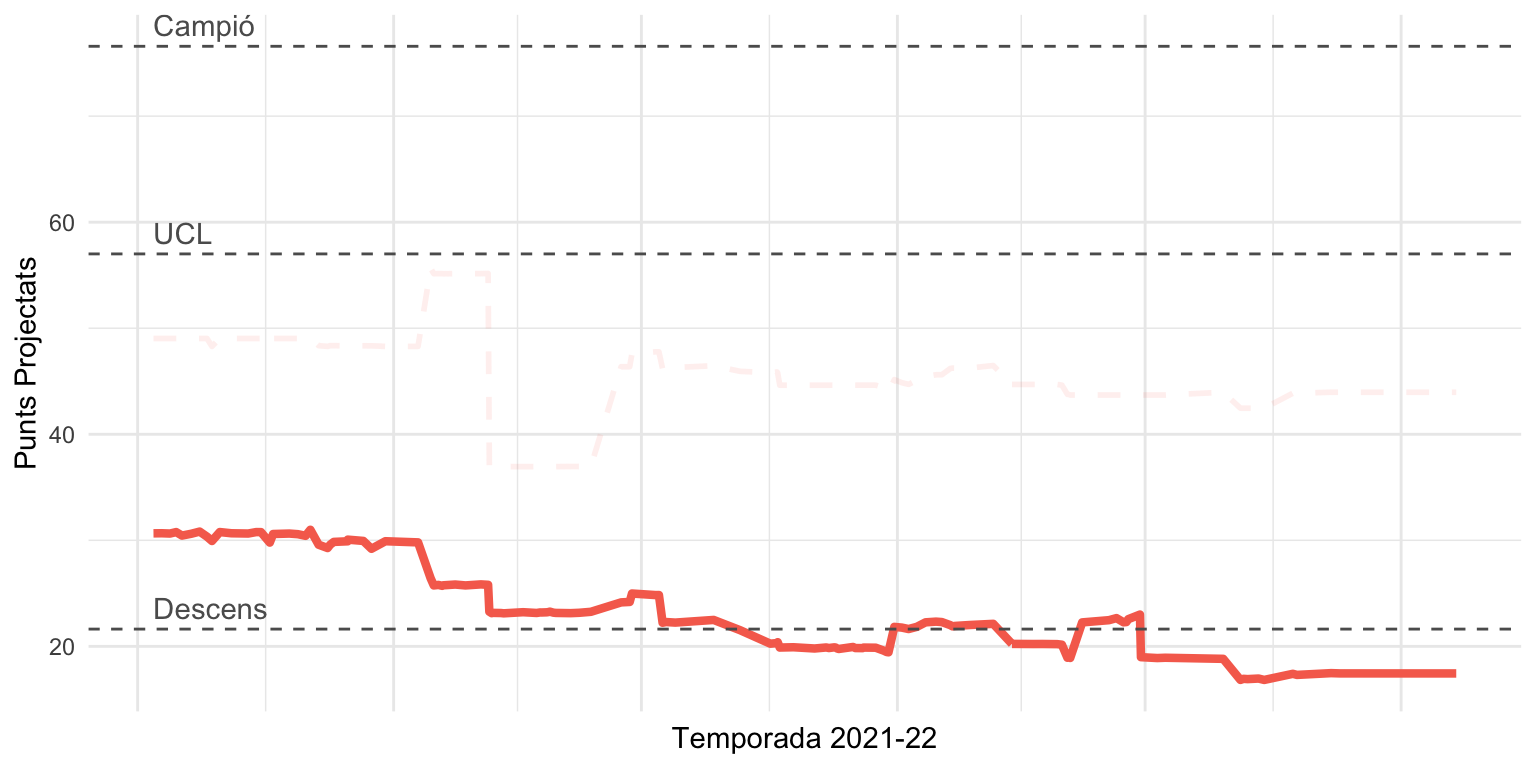 Campió
60
UCL
Punts Projectats
40
Descens
20
Temporada 2021-22